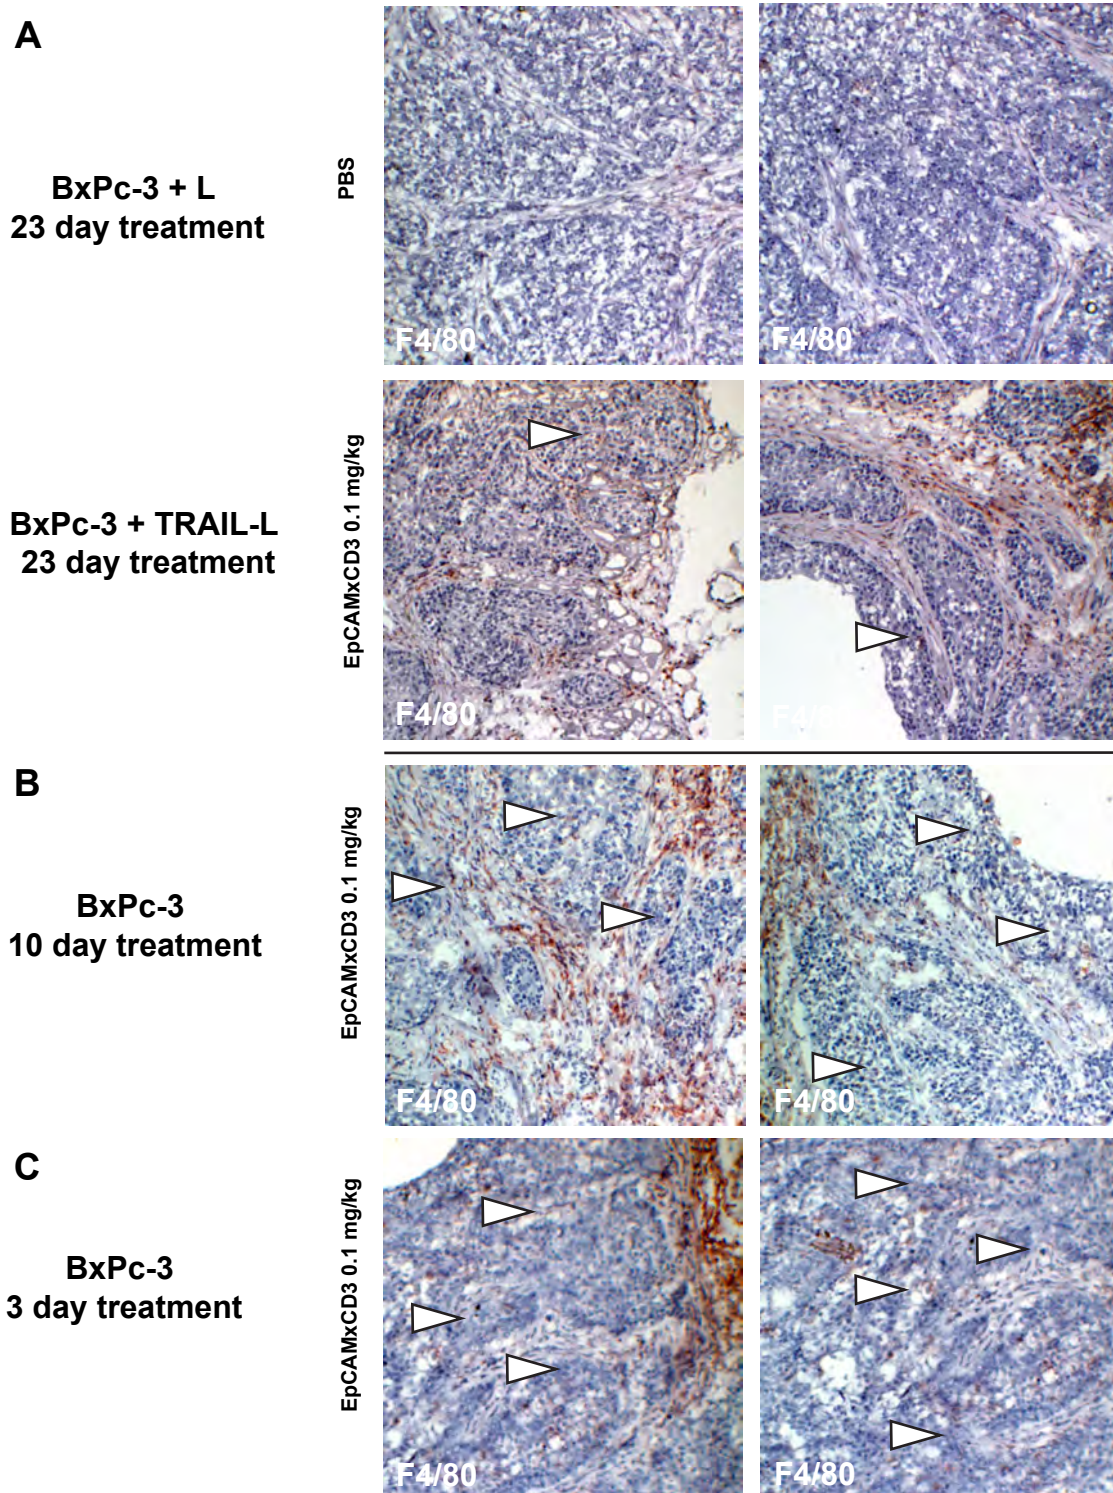 A
BxPc-3 + L
23 day treatment
PBS
F4/80
F4/80
BxPc-3 + TRAIL-L
23 day treatment
EpCAMxCD3 0.1 mg/kg
F4/80
F4/
B
BxPc-3
10 day treatment
EpCAMxCD3 0.1 mg/kg
F4/80
F4/80
C
BxPc-3
3 day treatment
EpCAMxCD3 0.1 mg/kg
F4/80
F4/80